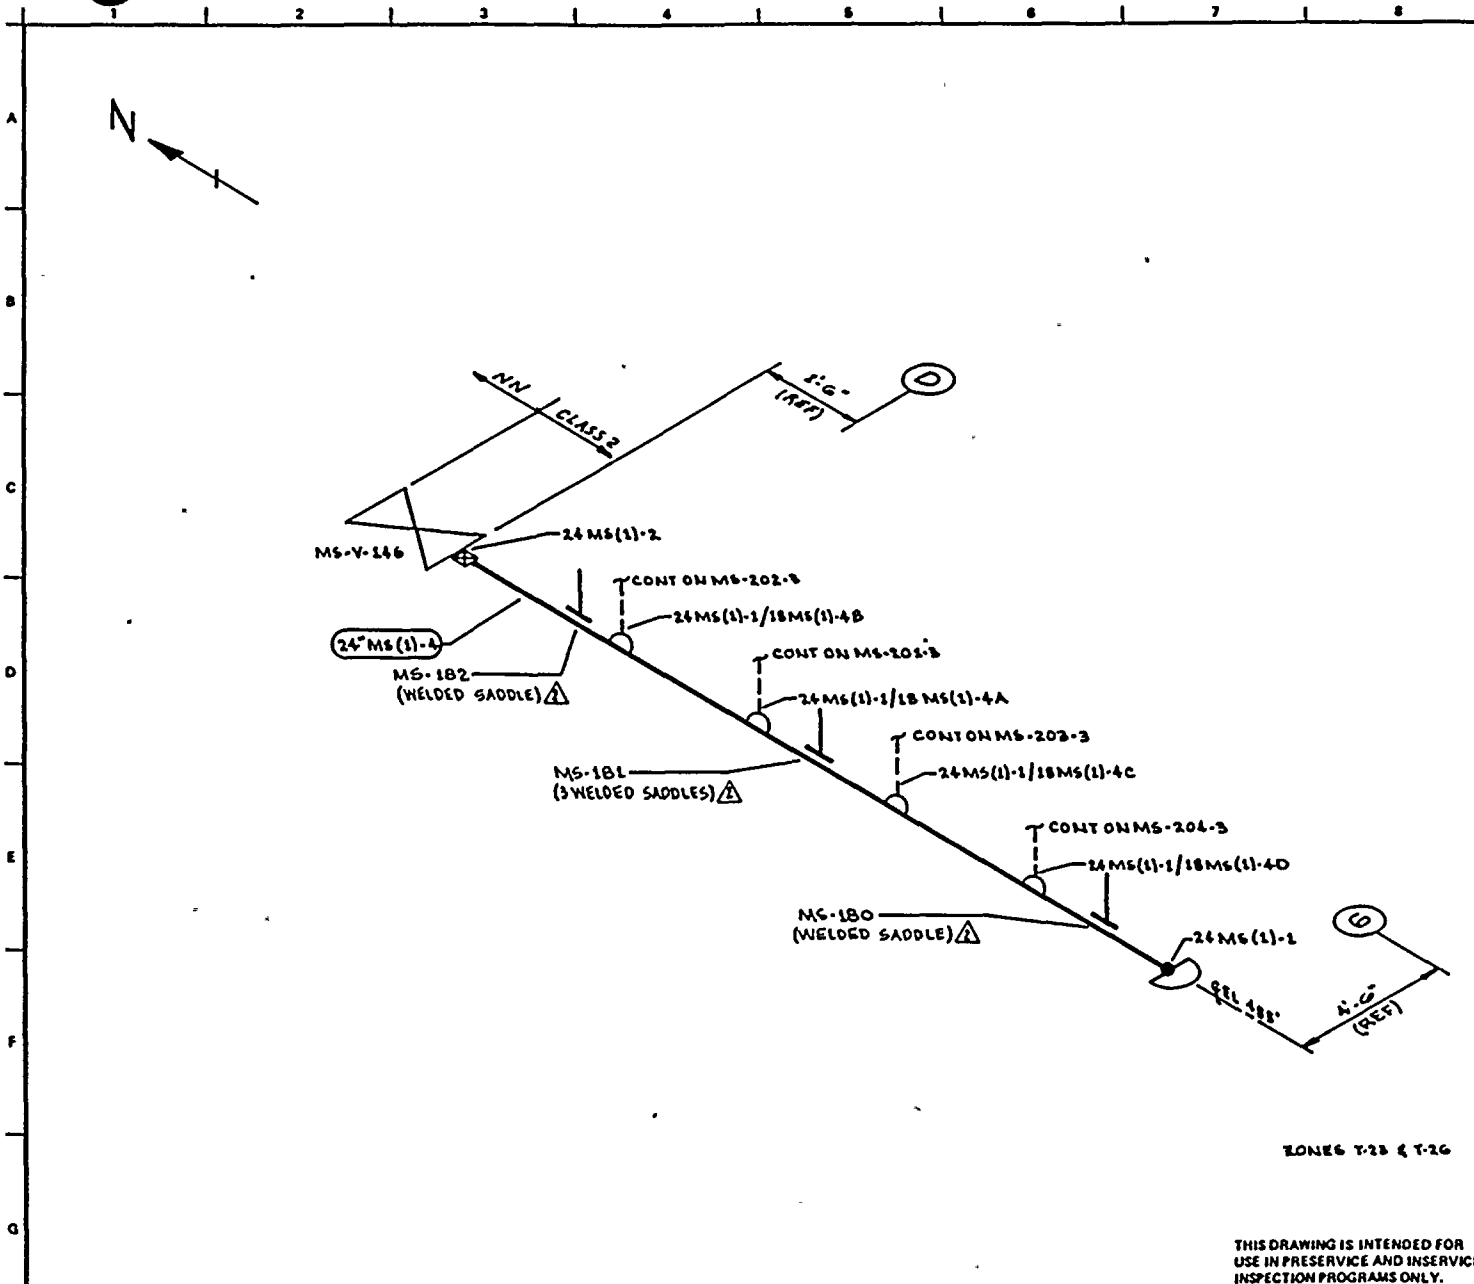 1 2 3 4 5 6 7 8
A
N
B
NN
CLASS 2
(REF)
D
C
24MS(1)-2
MS-V-146
CONT ON MS-202-3
24MS(1)-1/18MS(1)-4B
24"MS(1)-4
D
CONT ON MS-201-3
MS-182
(WELDED SADDLE) 2
24MS(1)-1/18MS(1)-4A
CONT ON MS-203-3
MS-181
(3 WELDED SADDLES) 2
24MS(1)-1/18MS(1)-4C
CONT ON MS-204-3
E
24MS(1)-1/18MS(1)-4D
MS-180
(WELDED SADDLE) 2
24MS(1)-1
4'-6"
(REF)
F
ZONES T-23 & T-26
G
THIS DRAWING IS INTENDED FOR
USE IN PRESERVICE AND INSERVICE
INSPECTION PROGRAMS ONLY.